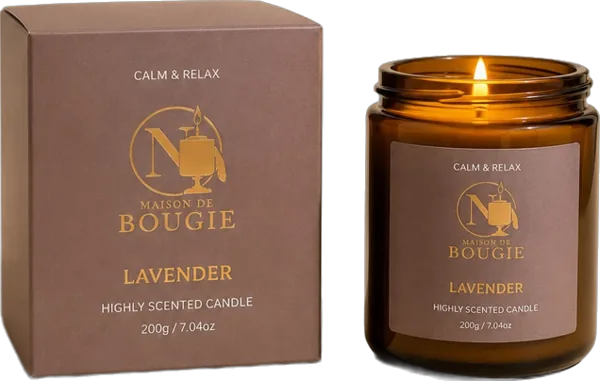 CALM & RELAX
N
MAISON DE
BOUGIE
LAVENDER
HIGHLY SCENTED CANDLE
200g / 7.04oz
CALM & RELAX
N
MAISON DE
BOUGIE
LAVENDER
HIGHLY SCENTED CANDLE
200g / 7.04oz